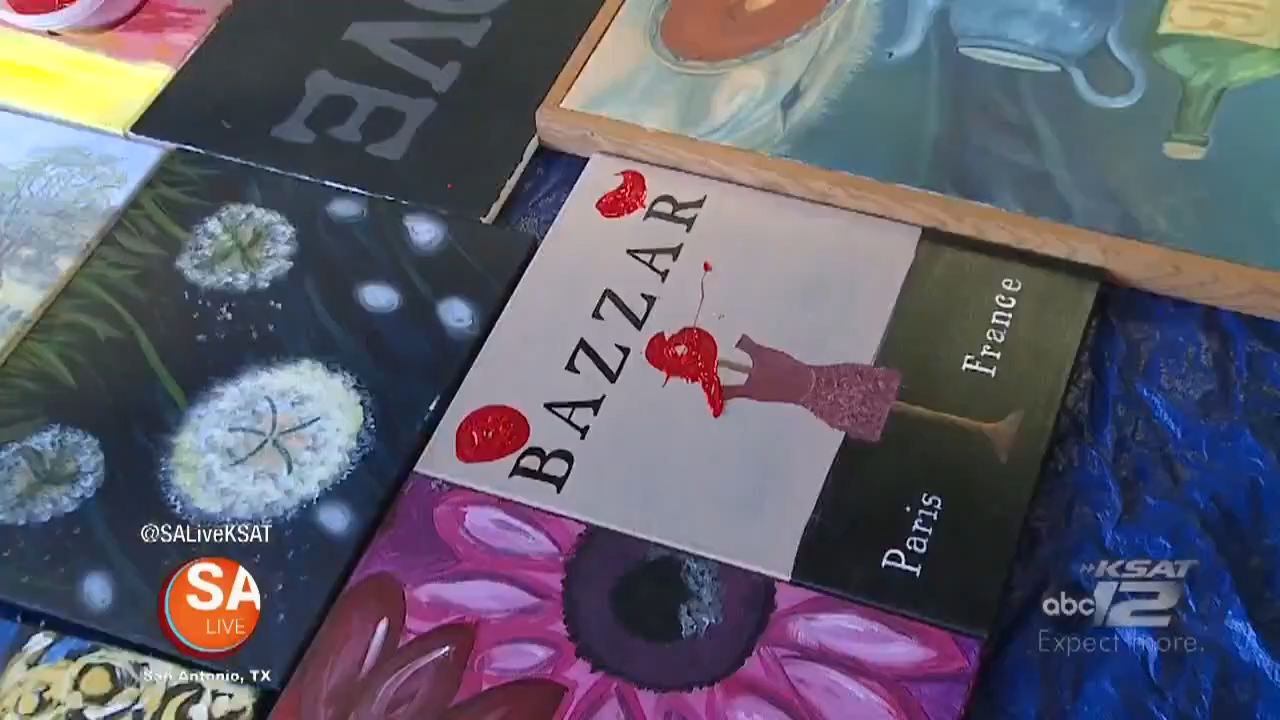 BAZZAR
France
Paris
@SALiveKSAT
SA
LIVE
San Antonio, TX
KSAT
abc 12
Expect more.